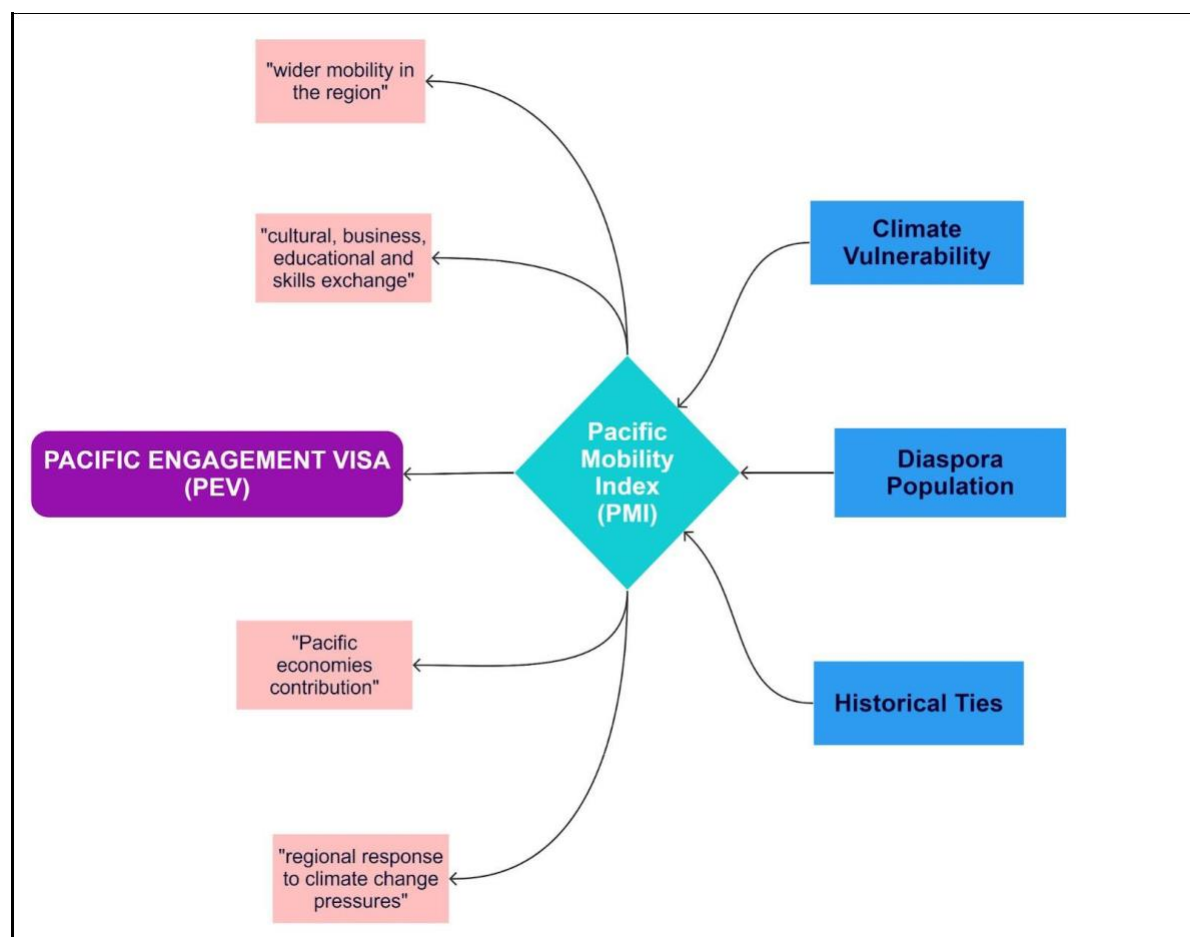 "wider mobility in
the region"
"cultural, business,
educational and
skills exchange"
Climate
Vulnerability
PACIFIC ENGAGEMENT VISA
(PEV)
Pacific
Mobility
Index
(PMI)
Diaspora
Population
"Pacific
economies
contribution"
Historical Ties
"regional response
to climate change
pressures"